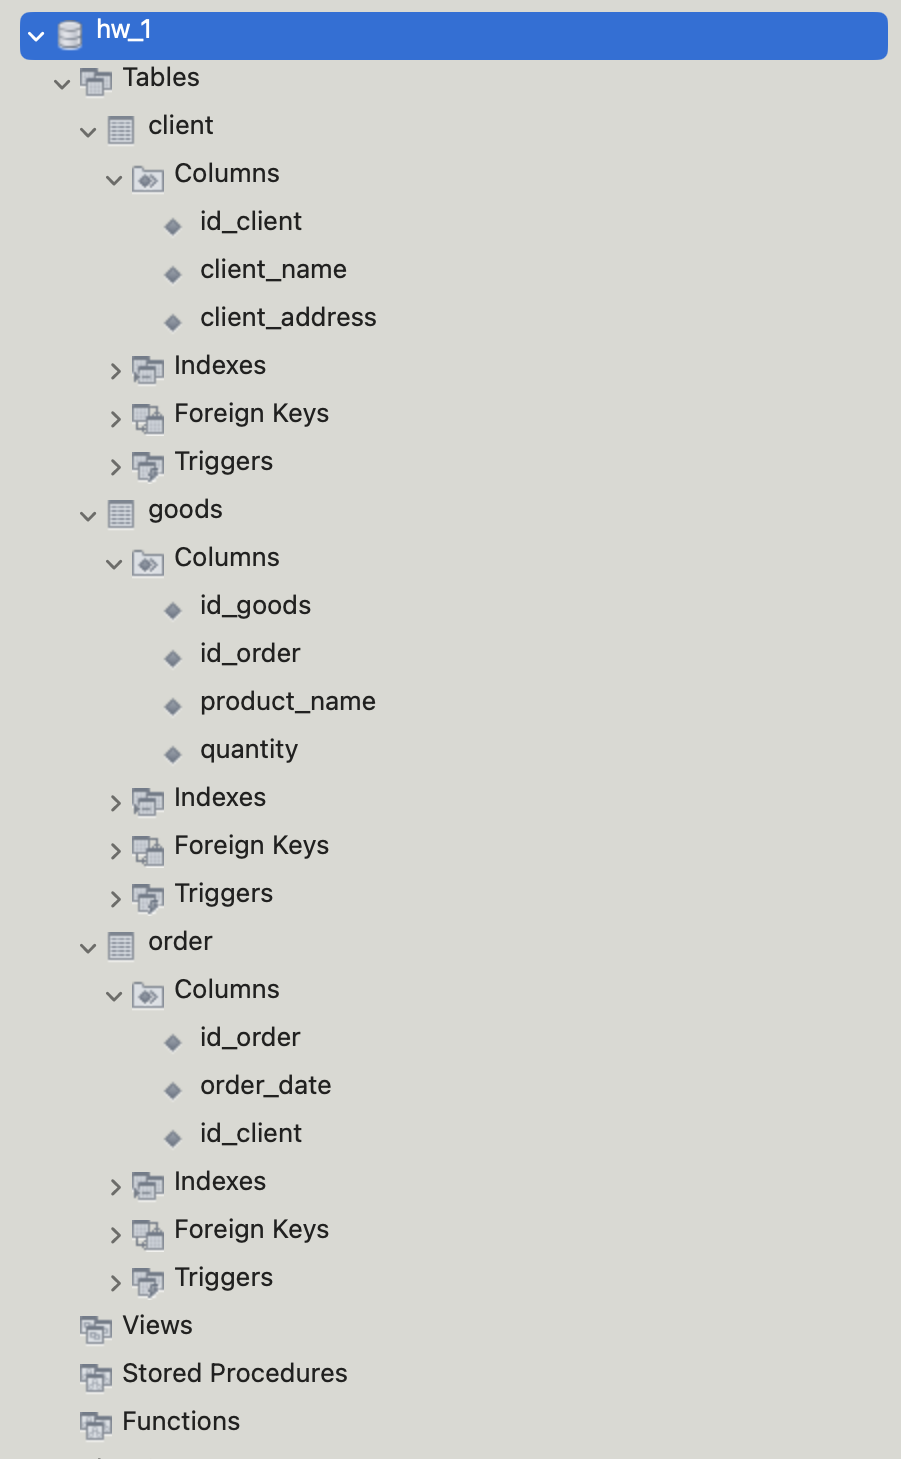 hw_1
Tables
client
Columns
id_client
client_name
client_address
Indexes
Foreign Keys
Triggers
goods
Columns
id_goods
id_order
product_name
quantity
Indexes
Foreign Keys
Triggers
order
Columns
id_order
order_date
id_client
Indexes
Foreign Keys
Triggers
Views
Stored Procedures
Functions